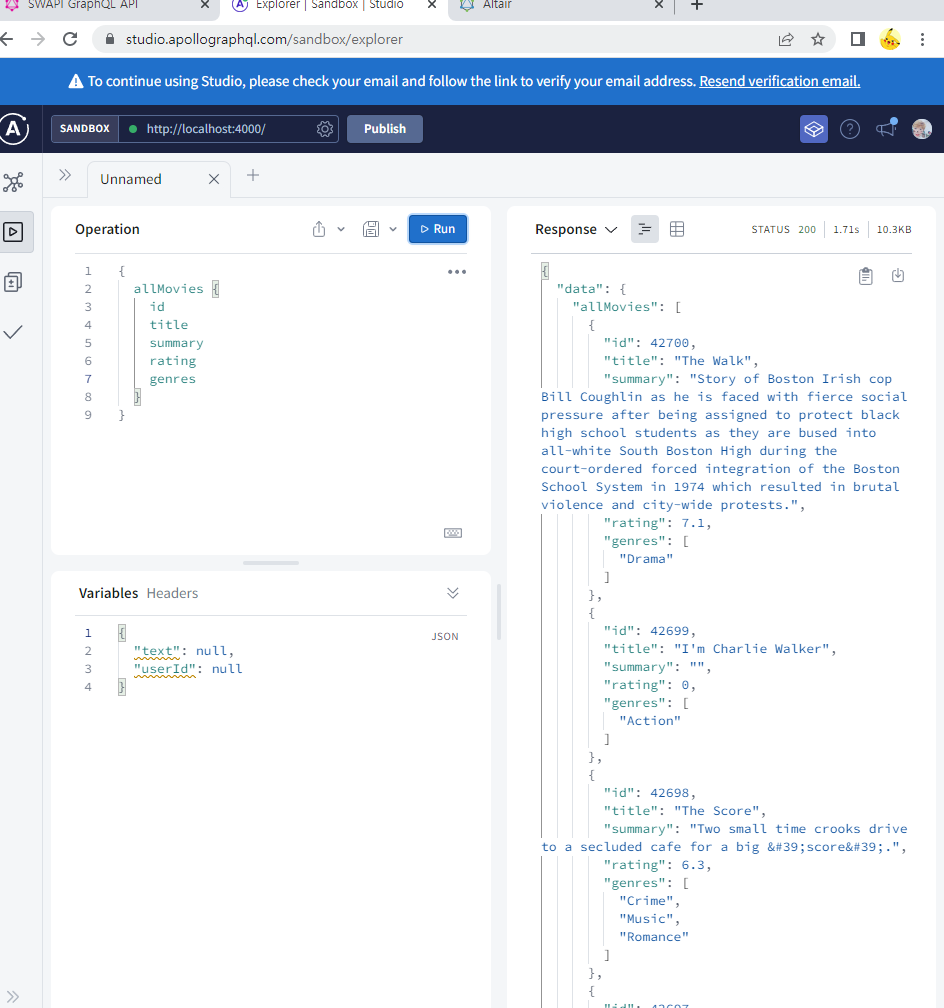 SWAPI GraphQL API
Explorer | Sandbox | Studio
Altair
studio.apollographql.com/sandbox/explorer
To continue using Studio, please check your email and follow the link to verify your email address. Resend verification email.
A
SANDBOX
http://localhost:4000/
Publish
Unnamed
Operation
Run
1 {
2 allMovies {
3 id
4 title
5 summary
6 rating
7 genres
8 }
9 }
Variables Headers
JSON
1 {
2 "text": null,
3 "userId": null
4 }
Response
STATUS 200 1.71s 10.3KB
{
"data": {
"allMovies": [
{
"id": 42700,
"title": "The Walk",
"summary": "Story of Boston Irish cop
Bill Coughlin as he is faced with fierce social
pressure after being assigned to protect black
high school students as they are bused into
all-white South Boston High during the
court-ordered forced integration of the Boston
School System in 1974 which resulted in brutal
violence and city-wide protests.",
"rating": 7.1,
"genres": [
"Drama"
]
},
{
"id": 42699,
"title": "I'm Charlie Walker",
"summary": "",
"rating": 0,
"genres": [
"Action"
]
},
{
"id": 42698,
"title": "The Score",
"summary": "Two small time crooks drive
to a secluded cafe for a big &#39;score&#39;.",
"rating": 6.3,
"genres": [
"Crime",
"Music",
"Romance"
]
},
{